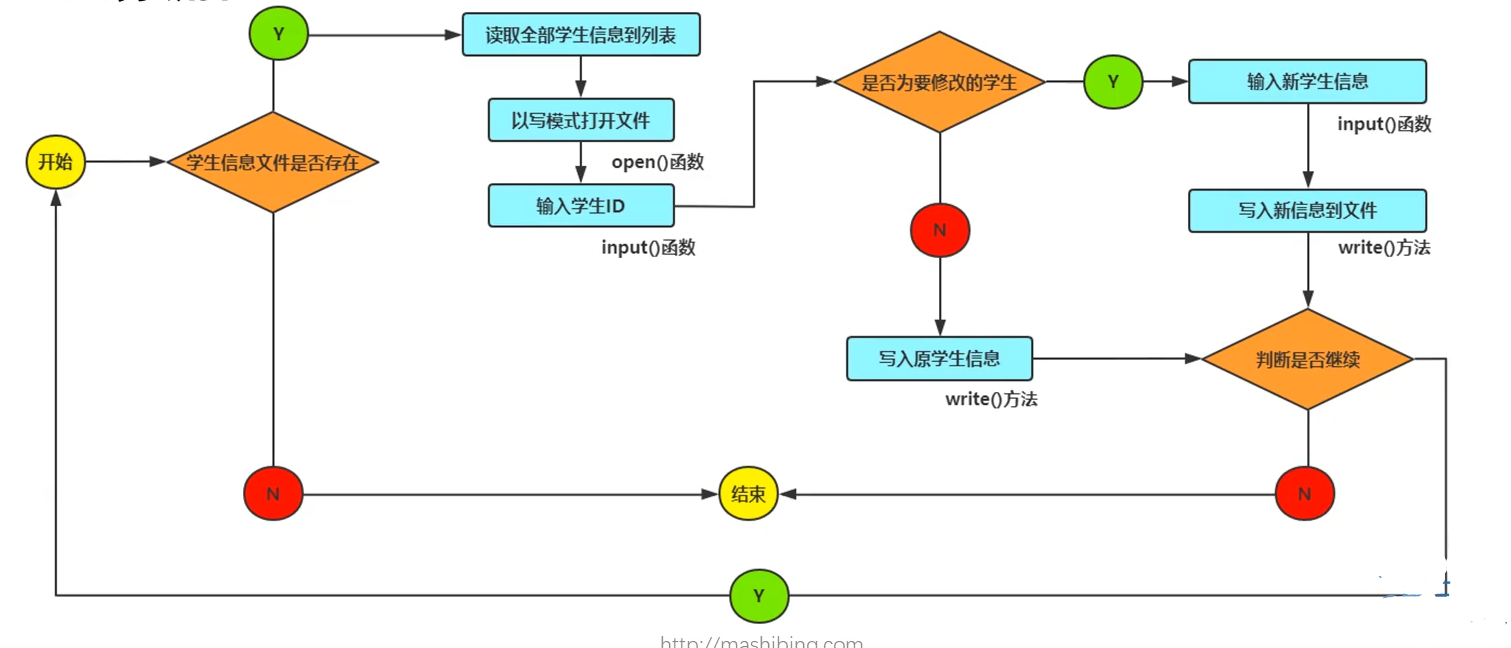 Y
读取全部学生信息到列表
以写模式打开文件
open()函数
输入学生ID
input()函数
开始
学生信息文件是否存在
是否为要修改的学生
Y
输入新学生信息
input()函数
N
写入新信息到文件
write()方法
写入原学生信息
write()方法
判断是否继续
N
结束
N
Y
http://mashibing.com